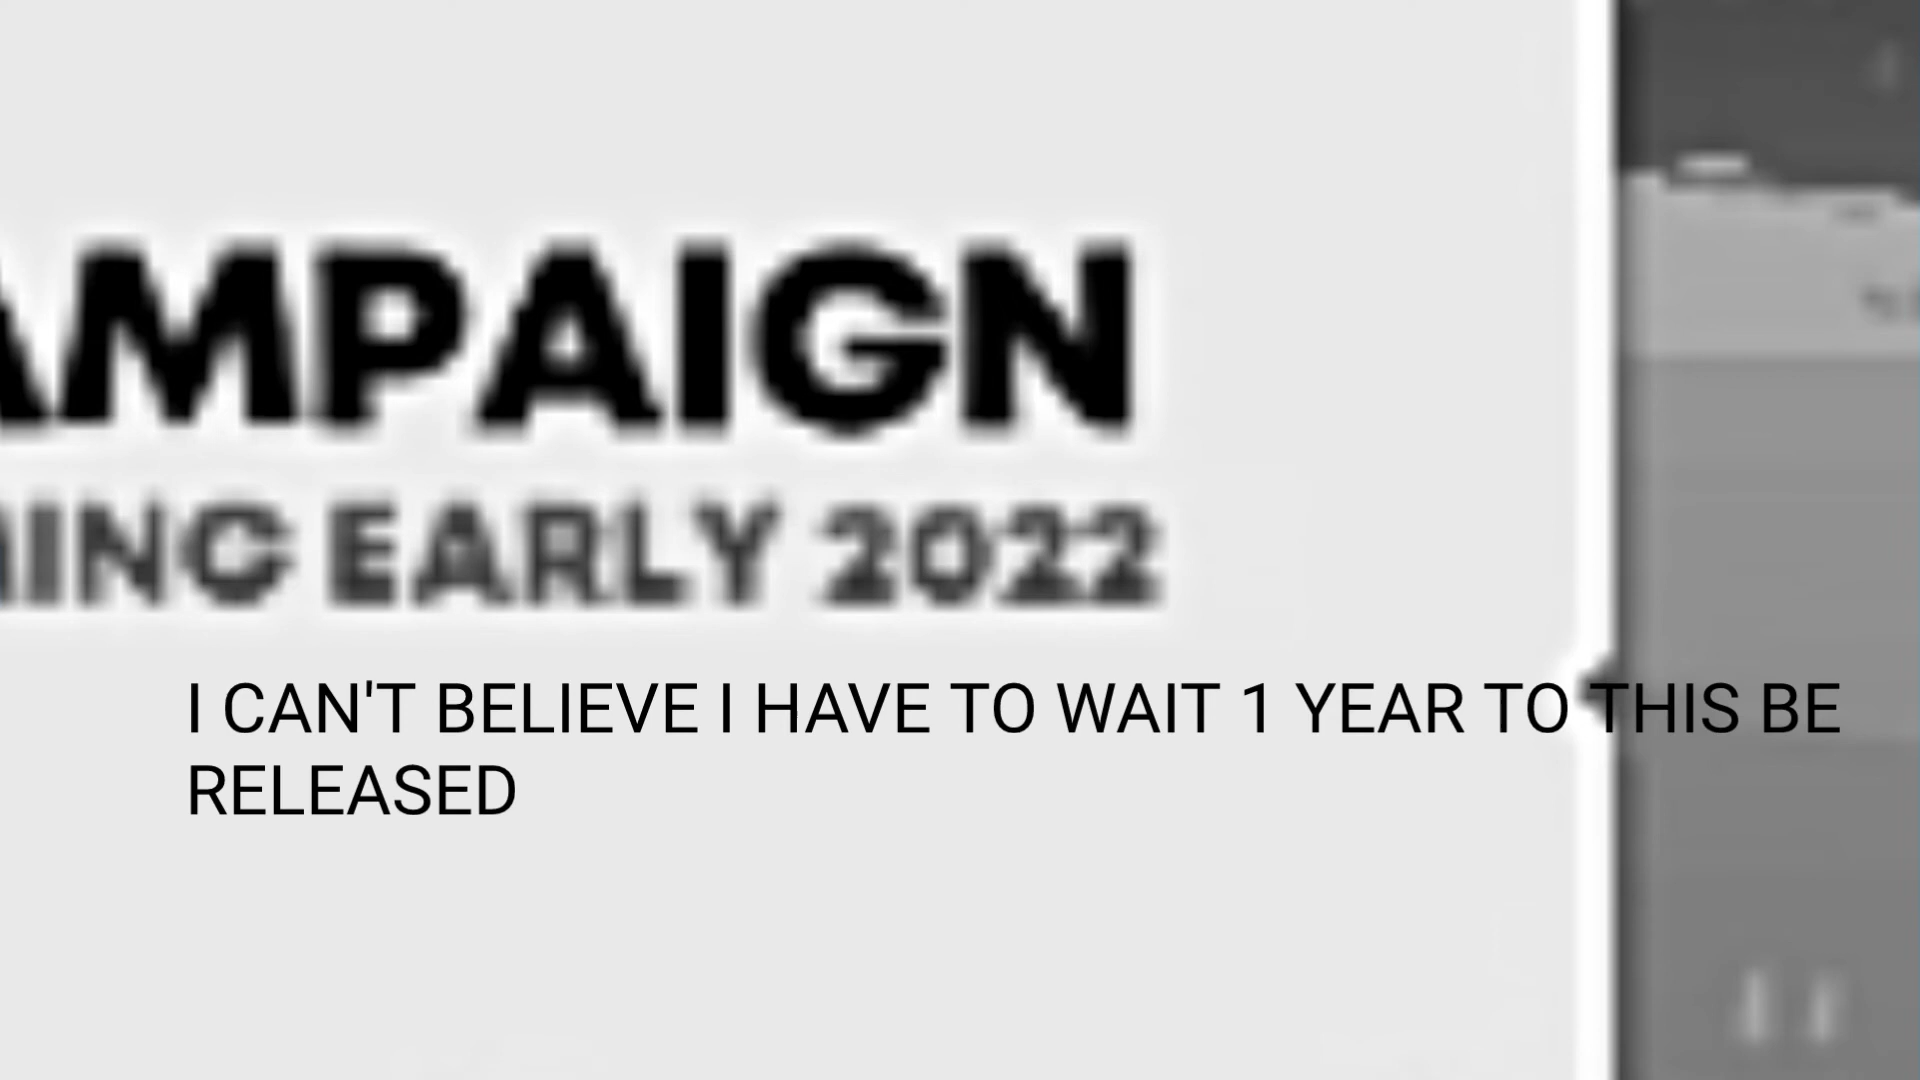 AMPAIGN
ING EARLY 2022
I CAN'T BELIEVE I HAVE TO WAIT 1 YEAR TO THIS BE
RELEASED